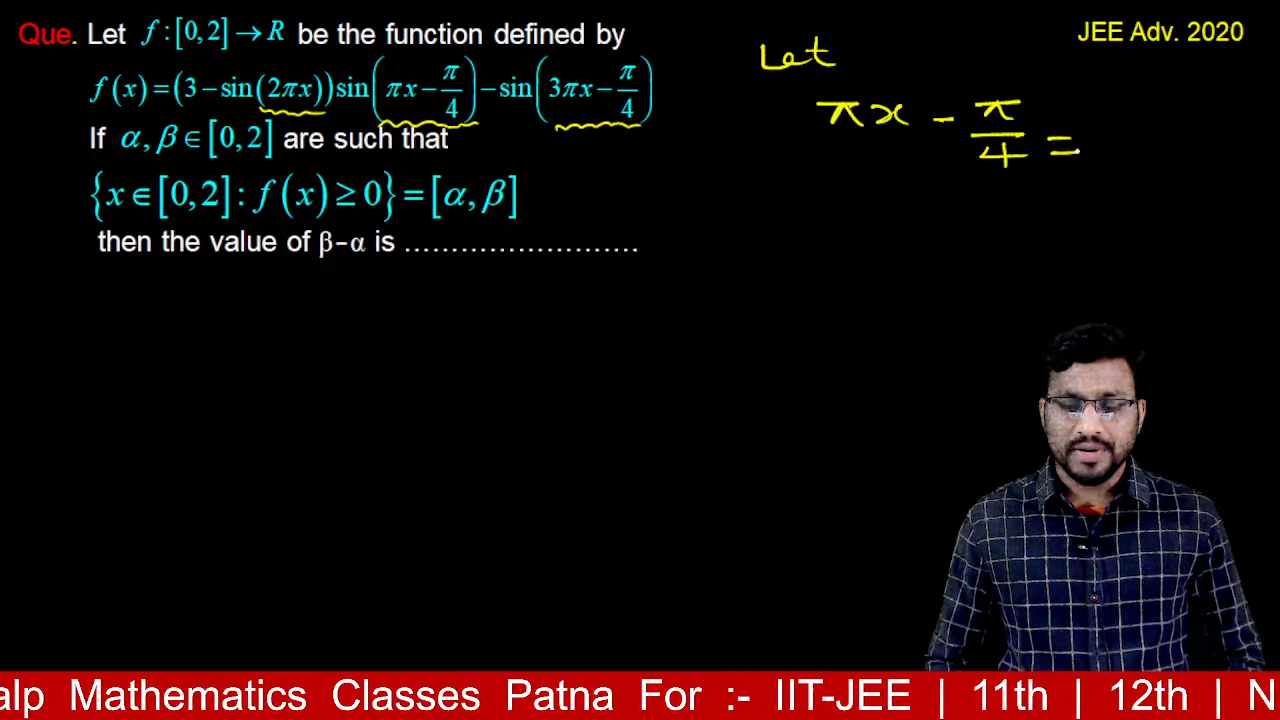 Que. Let f : [0, 2] → R be the function defined by
f(x) = (3 − sin(2πx)) sin(πx − π/4) − sin(3πx − π/4)
If α, β ∈ [0, 2] are such that
{x ∈ [0, 2] : f(x) ≥ 0} = [α, β]
then the value of β−α is ...........................
JEE Adv. 2020
Let
πx − π/4 =
alp Mathematics Classes Patna For :- IIT-JEE | 11th | 12th | N